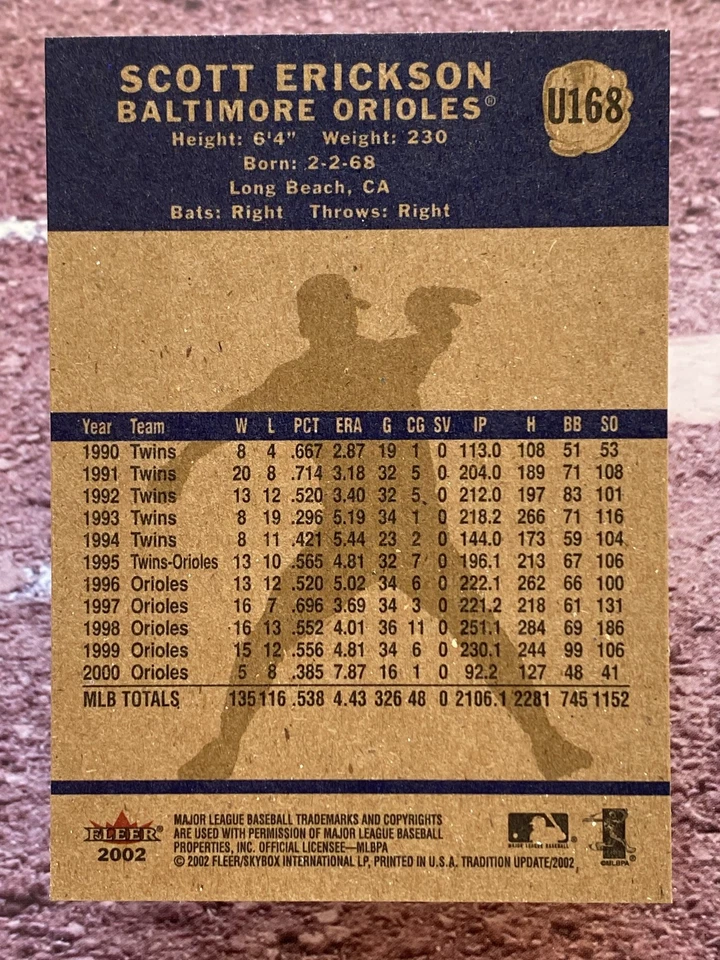 SCOTT ERICKSON
BALTIMORE ORIOLES®
U168
Height: 6'4" Weight: 230
Born: 2-2-68
Long Beach, CA
Bats: Right Throws: Right
Year Team W L PCT ERA G CG SV IP H BB SO
1990 Twins 8 4 .667 2.87 19 1 0 113.0 108 51 53
1991 Twins 20 8 .714 3.18 32 5 0 204.0 189 71 108
1992 Twins 13 12 .520 3.40 32 5 0 212.0 197 83 101
1993 Twins 8 19 .296 5.19 34 1 0 218.2 266 71 116
1994 Twins 8 11 .421 5.44 23 2 0 144.0 173 59 104
1995 Twins-Orioles 13 10 .565 4.81 32 7 0 196.1 213 67 106
1996 Orioles 13 12 .520 5.02 34 6 0 222.1 262 66 100
1997 Orioles 16 7 .696 3.69 34 3 0 221.2 218 61 131
1998 Orioles 16 13 .552 4.01 36 11 0 251.1 284 69 186
1999 Orioles 15 12 .556 4.81 34 6 0 230.1 244 99 106
2000 Orioles 5 8 .385 7.87 16 1 0 92.2 127 48 41
MLB TOTALS 135 116 .538 4.43 326 48 0 2106.1 2281 745 1152
FLEER®
2002
MAJOR LEAGUE BASEBALL TRADEMARKS AND COPYRIGHTS
ARE USED WITH PERMISSION OF MAJOR LEAGUE BASEBALL
PROPERTIES, INC. OFFICIAL LICENSEE—MLBPA
© 2002 FLEER/SKYBOX INTERNATIONAL LP, PRINTED IN U.S.A. TRADITION UPDATE/2002
MAJOR LEAGUE BASEBALL
©MLBPA